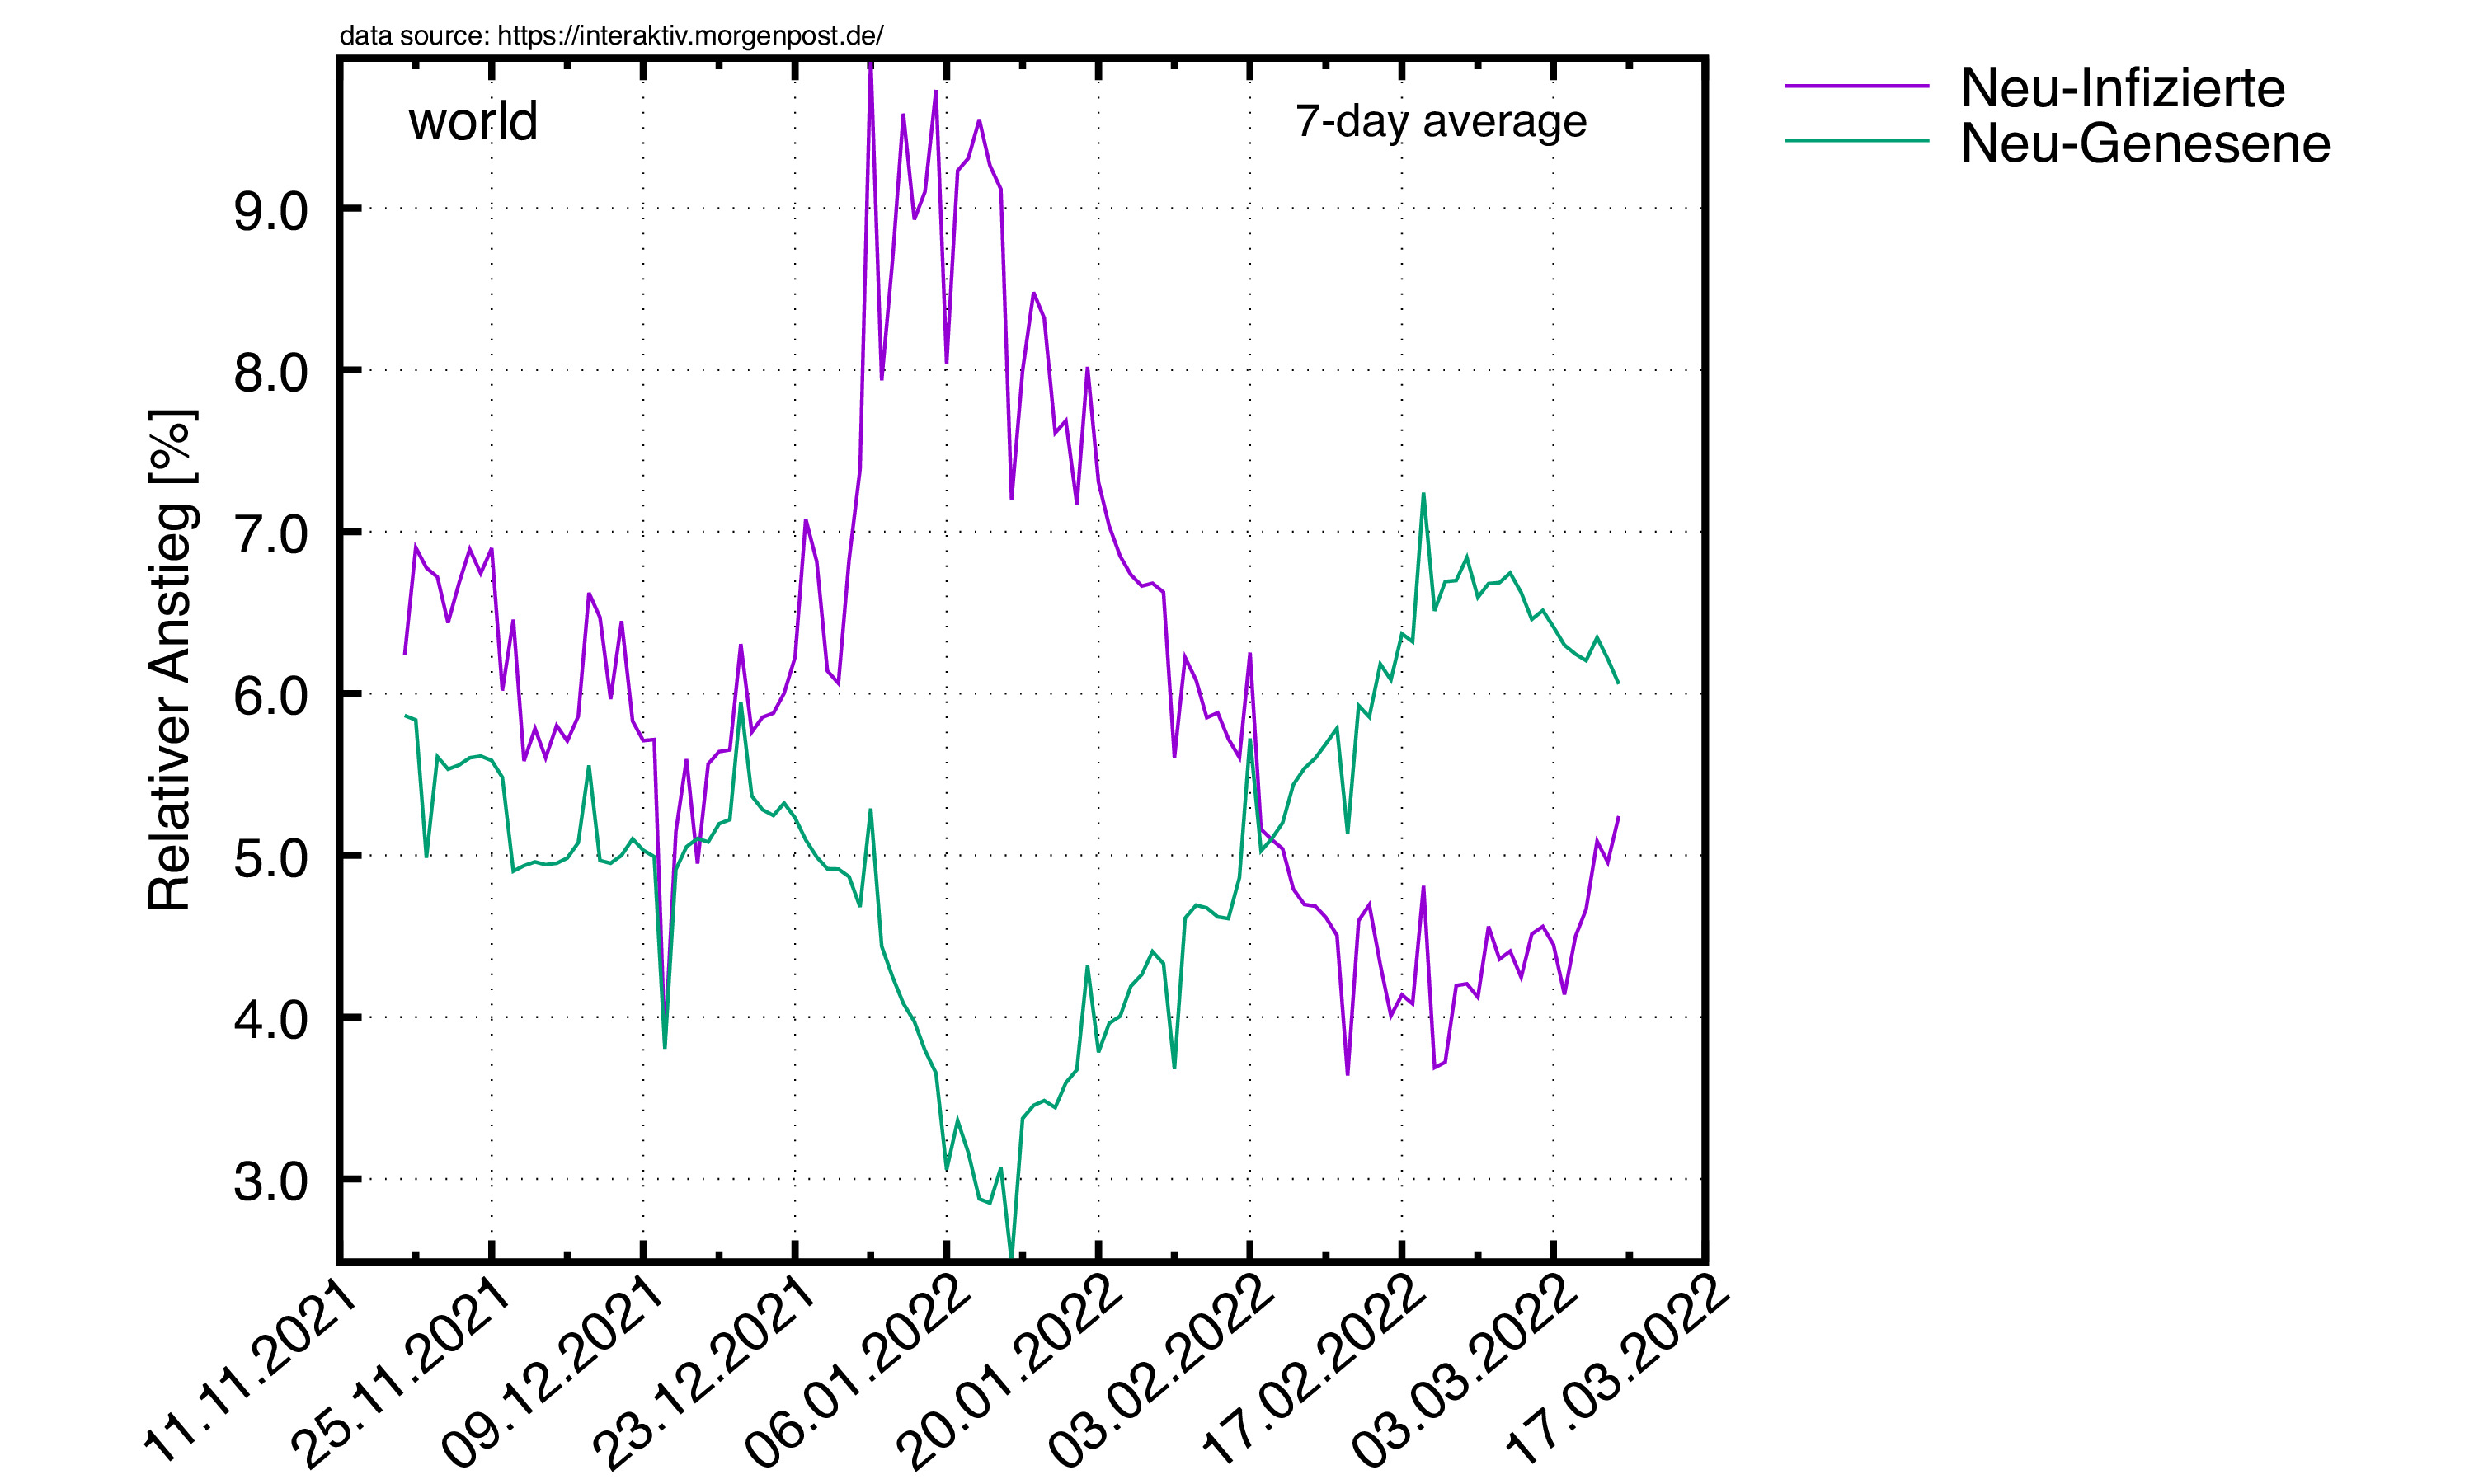 data source: https://interaktiv.morgenpost.de/
world
7-day average
Neu-Infizierte
Neu-Genesene
Relativer Anstieg [%]
9.0
8.0
7.0
6.0
5.0
4.0
3.0
11.11.2021
25.11.2021
09.12.2021
23.12.2021
06.01.2022
20.01.2022
03.02.2022
17.02.2022
03.03.2022
17.03.2022